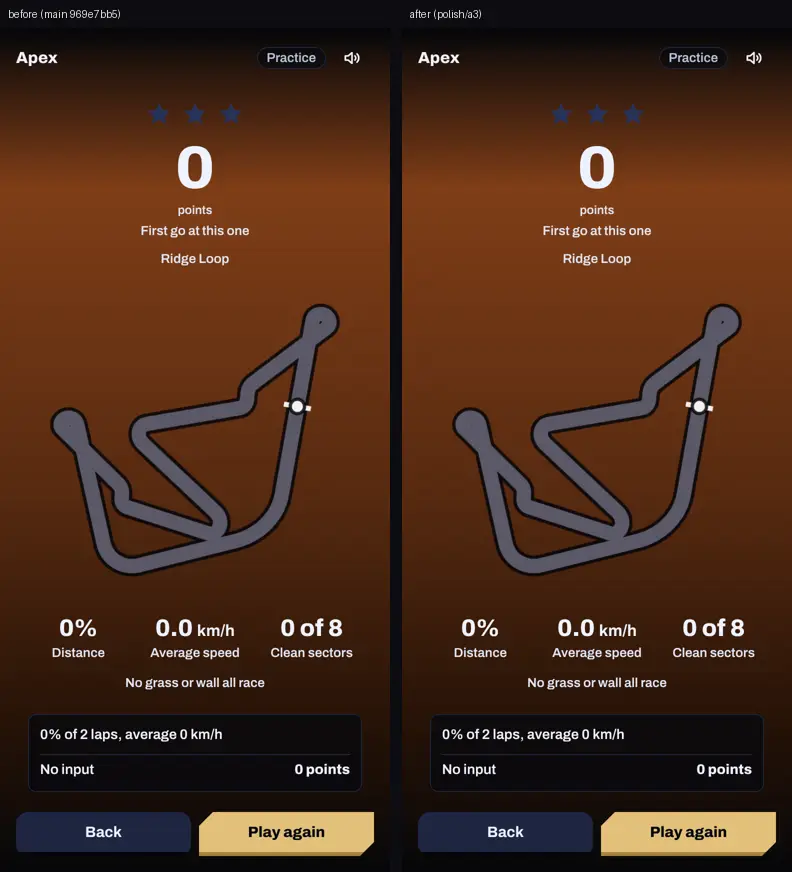 before (main 969e7bb5)
Apex
Practice
0
points
First go at this one
Ridge Loop
0%
0.0 km/h
0 of 8
Distance
Average speed
Clean sectors
No grass or wall all race
0% of 2 laps, average 0 km/h
No input
0 points
Back
Play again
after (polish/a3)
Apex
Practice
0
points
First go at this one
Ridge Loop
0%
0.0 km/h
0 of 8
Distance
Average speed
Clean sectors
No grass or wall all race
0% of 2 laps, average 0 km/h
No input
0 points
Back
Play again